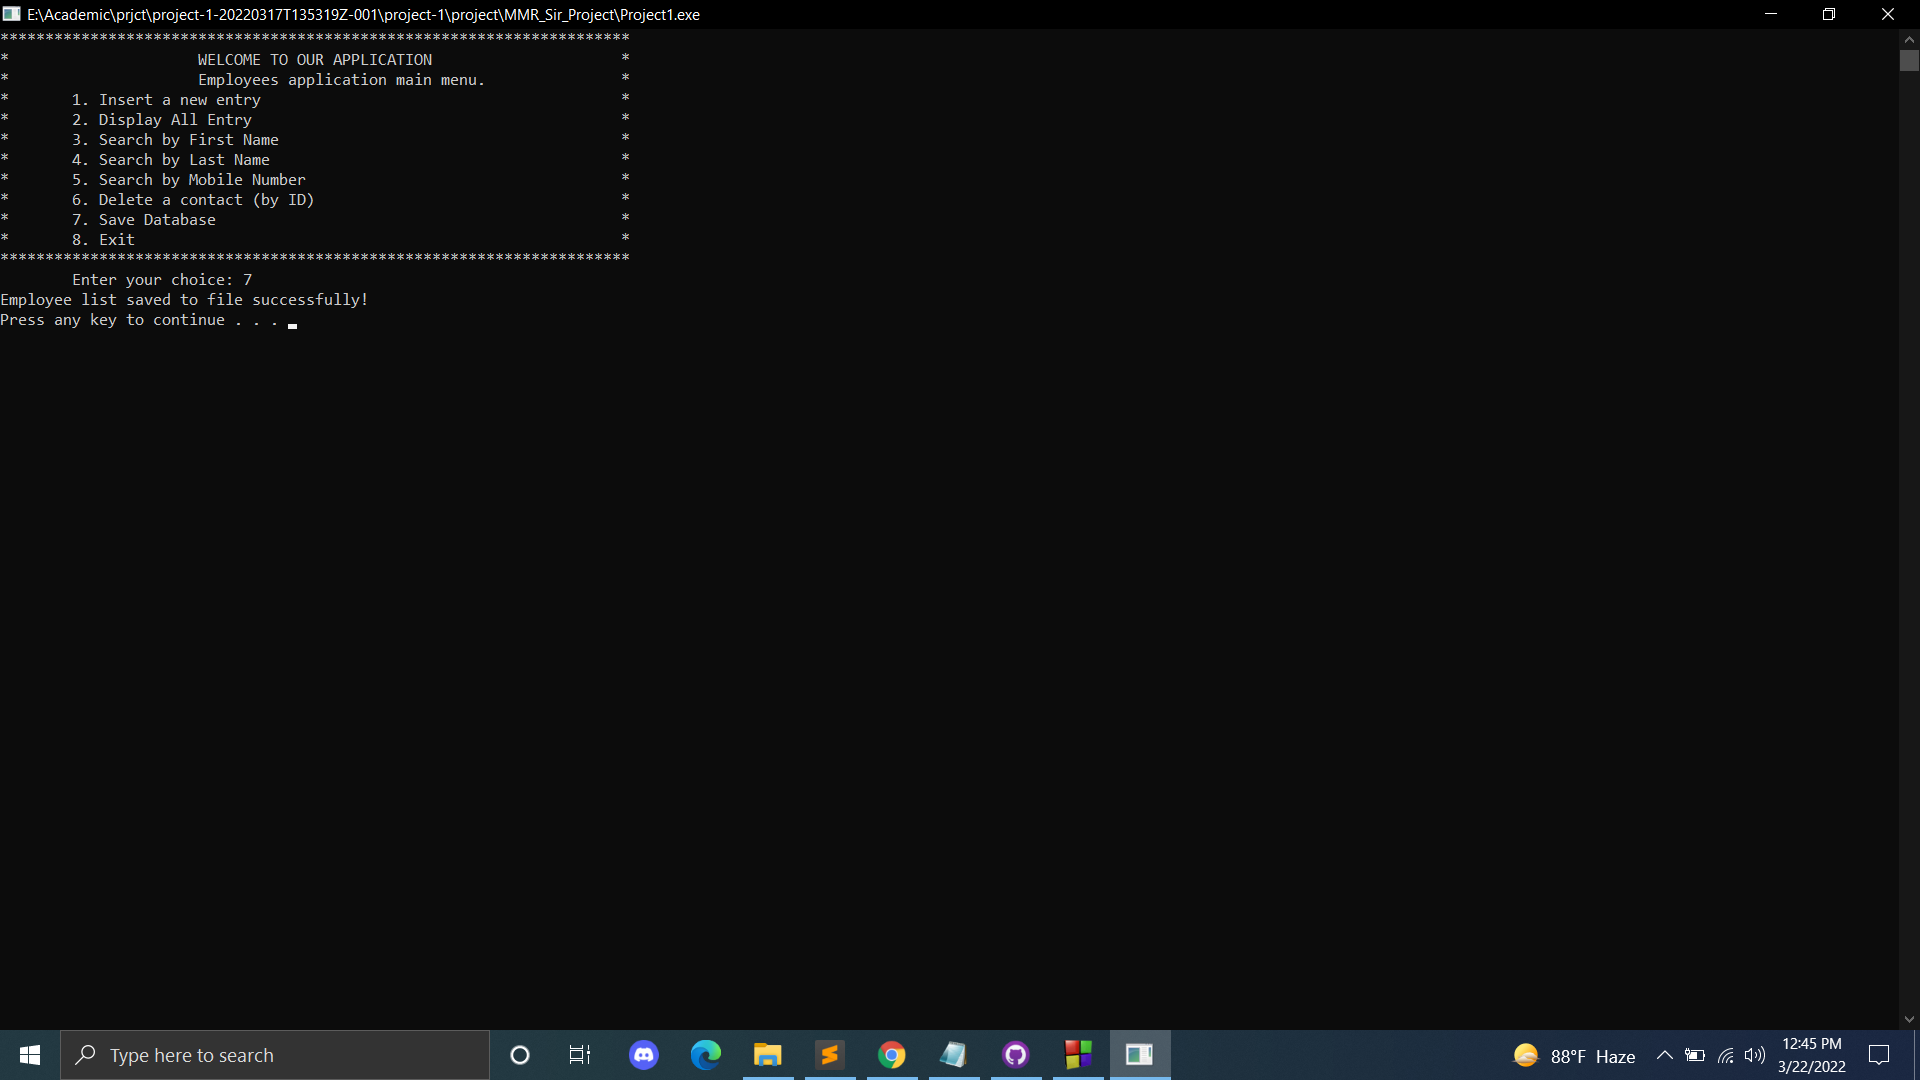 E:\Academic\prjct\project-1-20220317T135319Z-001\project-1\project\MMR_Sir_Project\Project1.exe
**********************************************************************
*                     WELCOME TO OUR APPLICATION                     *
*                     Employees application main menu.               *
*       1. Insert a new entry                                        *
*       2. Display All Entry                                         *
*       3. Search by First Name                                      *
*       4. Search by Last Name                                       *
*       5. Search by Mobile Number                                   *
*       6. Delete a contact (by ID)                                  *
*       7. Save Database                                             *
*       8. Exit                                                      *
**********************************************************************
        Enter your choice: 7
Employee list saved to file successfully!
Press any key to continue . . .
Type here to search
88°F Haze
12:45 PM
3/22/2022